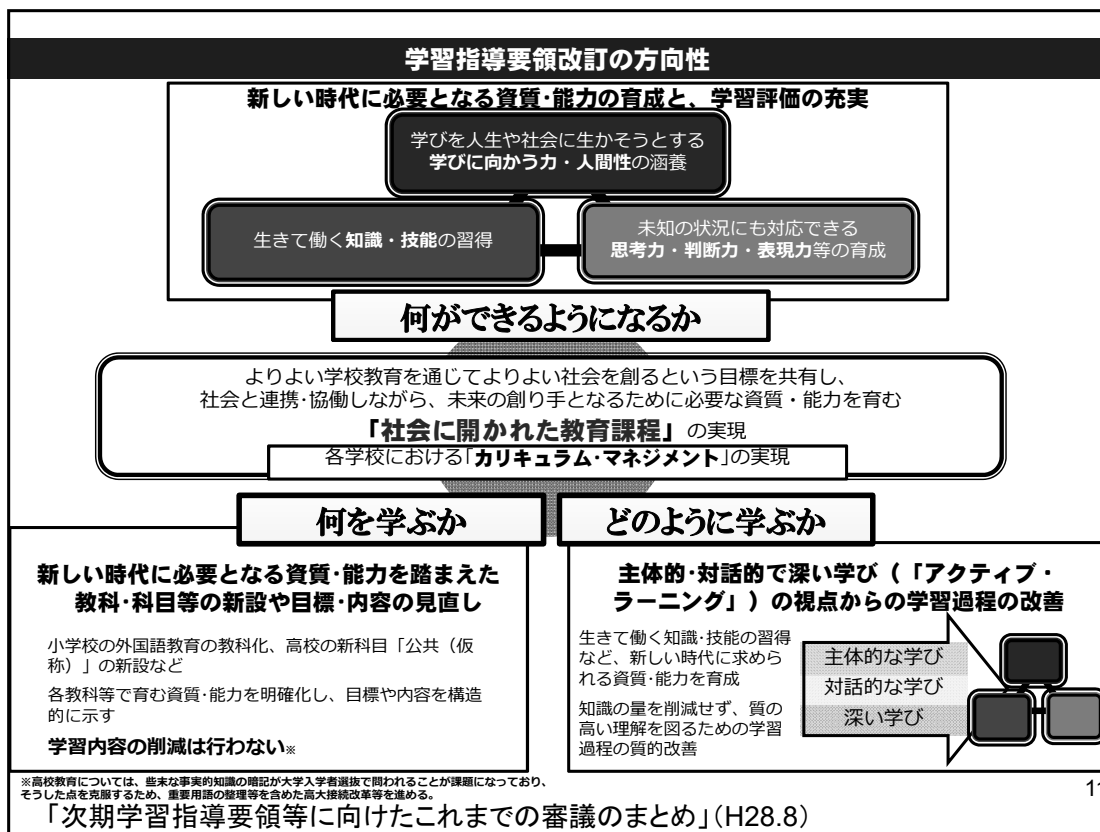 学習指導要領改訂の方向性
新しい時代に必要となる資質･能力の育成と、学習評価の充実
学びを人生や社会に生かそうとする
学びに向かう力・人間性の涵養
生きて働く知識・技能の習得
未知の状況にも対応できる
思考力・判断力・表現力等の育成
何ができるようになるか
よりよい学校教育を通じてよりよい社会を創るという目標を共有し、
社会と連携･協働しながら、未来の創り手となるために必要な資質・能力を育む
「社会に開かれた教育課程」の実現
各学校における「カリキュラム･マネジメント」の実現
何を学ぶか
どのように学ぶか
新しい時代に必要となる資質･能力を踏まえた
教科･科目等の新設や目標･内容の見直し
小学校の外国語教育の教科化、高校の新科目「公共（仮
称）」の新設など
各教科等で育む資質･能力を明確化し、目標や内容を構造
的に示す
学習内容の削減は行わない※
主体的･対話的で深い学び（「アクティブ・
ラーニング」）の視点からの学習過程の改善
生きて働く知識･技能の習得
など、新しい時代に求めら
れる資質･能力を育成
知識の量を削減せず、質の
高い理解を図るための学習
過程の質的改善
主体的な学び
対話的な学び
深い学び
※高校教育については、些末な事実的知識の暗記が大学入学者選抜で問われることが課題になっており、
そうした点を克服するため、重要用語の整理等を含めた高大接続改革等を進める。
11
「次期学習指導要領等に向けたこれまでの審議のまとめ」（H28.8）